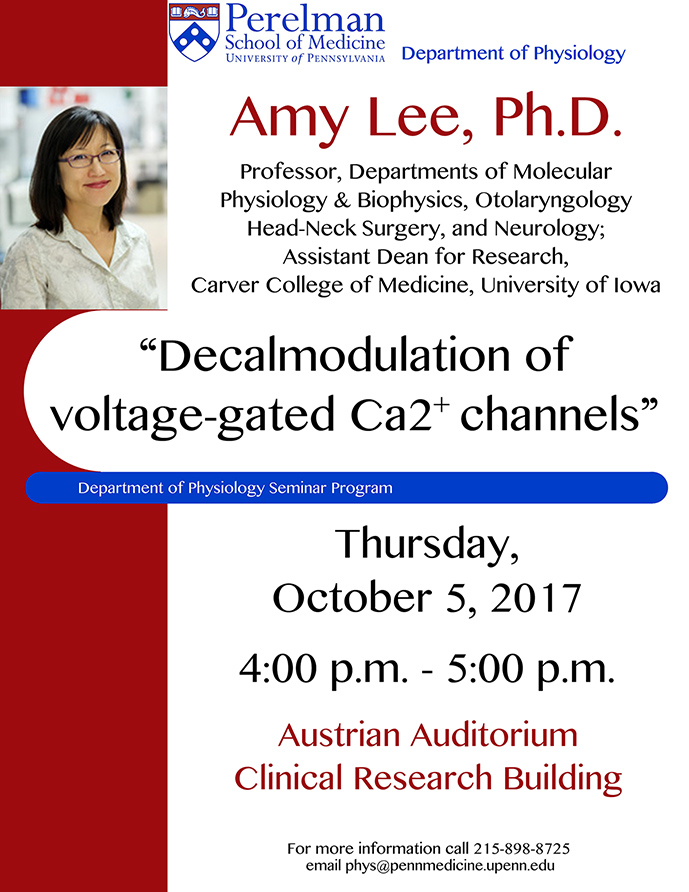 Perelman
School of Medicine
University of Pennsylvania
Department of Physiology
Amy Lee, Ph.D.
Professor, Departments of Molecular
Physiology & Biophysics, Otolaryngology
Head-Neck Surgery, and Neurology;
Assistant Dean for Research,
Carver College of Medicine, University of Iowa
“Decalmodulation of
voltage-gated Ca2⁺ channels”
Department of Physiology Seminar Program
Thursday,
October 5, 2017
4:00 p.m. - 5:00 p.m.
Austrian Auditorium
Clinical Research Building
For more information call 215-898-8725
email phys@pennmedicine.upenn.edu